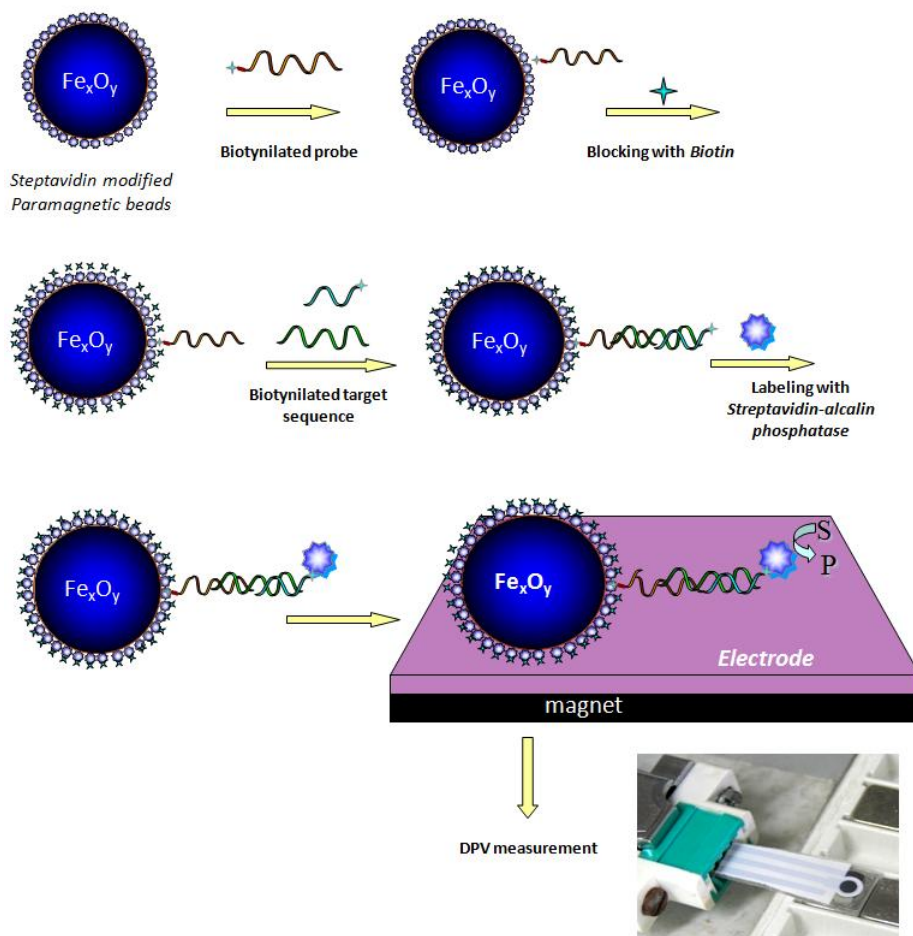 FexOy
FexOy
Biotynilated probe
Blocking with Biotin
Steptavidin modified
Paramagnetic beads
FexOy
FexOy
Biotynilated target
sequence
Labeling with
Streptavidin-alcalin
phosphatase
FexOy
FexOy
S
P
Electrode
magnet
DPV measurement